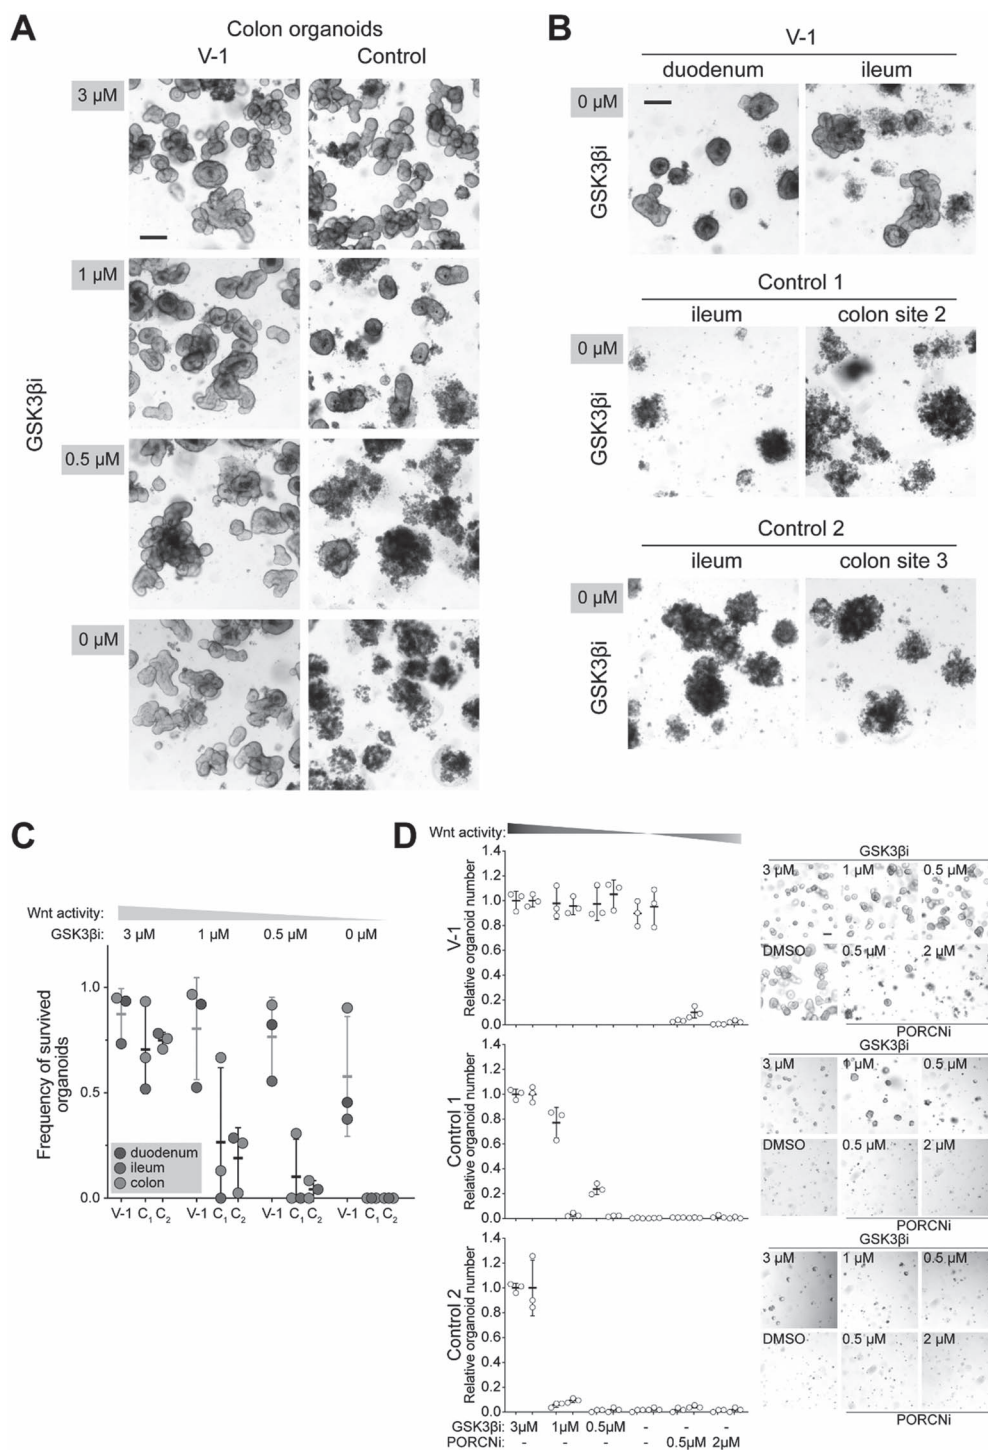 A
Colon organoids
V-1 Control
3 µM
1 µM
0.5 µM
0 µM
GSK3βi
B
V-1
duodenum ileum
0 µM
GSK3βi
Control 1
ileum colon site 2
0 µM
GSK3βi
Control 2
ileum colon site 3
0 µM
GSK3βi
C
Wnt activity:
GSK3βi: 3 µM 1 µM 0.5 µM 0 µM
Frequency of survived
organoids
1.0
0.5
0.0
duodenum
ileum
colon
V-1 C1 C2 V-1 C1 C2 V-1 C1 C2 V-1 C1 C2
D
Wnt activity:
V-1
Relative organoid number
1.4
1.2
1.0
0.8
0.6
0.4
0.2
0.0
GSK3βi
3 µM 1 µM 0.5 µM
DMSO 0.5 µM 2 µM
PORCNi
Control 1
Relative organoid number
1.4
1.2
1.0
0.8
0.6
0.4
0.2
0.0
GSK3βi
3 µM 1 µM 0.5 µM
DMSO 0.5 µM 2 µM
PORCNi
Control 2
Relative organoid number
1.4
1.2
1.0
0.8
0.6
0.4
0.2
0.0
GSK3βi
3 µM 1 µM 0.5 µM
DMSO 0.5 µM 2 µM
PORCNi
GSK3βi: 3µM 1µM 0.5µM - - -
PORCNi: - - - - 0.5µM 2µM